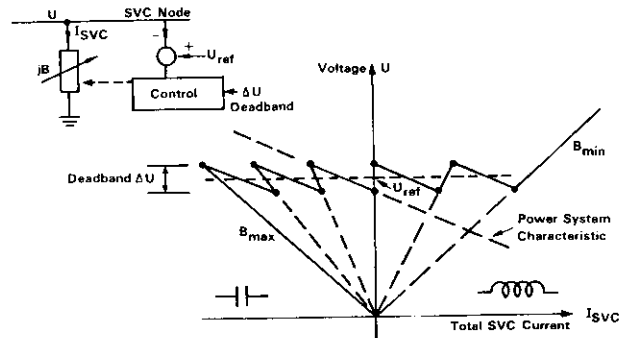 U
SVC Node
I_SVC
−
+
U_ref
jB
Control
ΔU
Deadband
Voltage
U
B_min
Deadband ΔU
U_ref
Power System
Characteristic
B_max
I_SVC
Total SVC Current